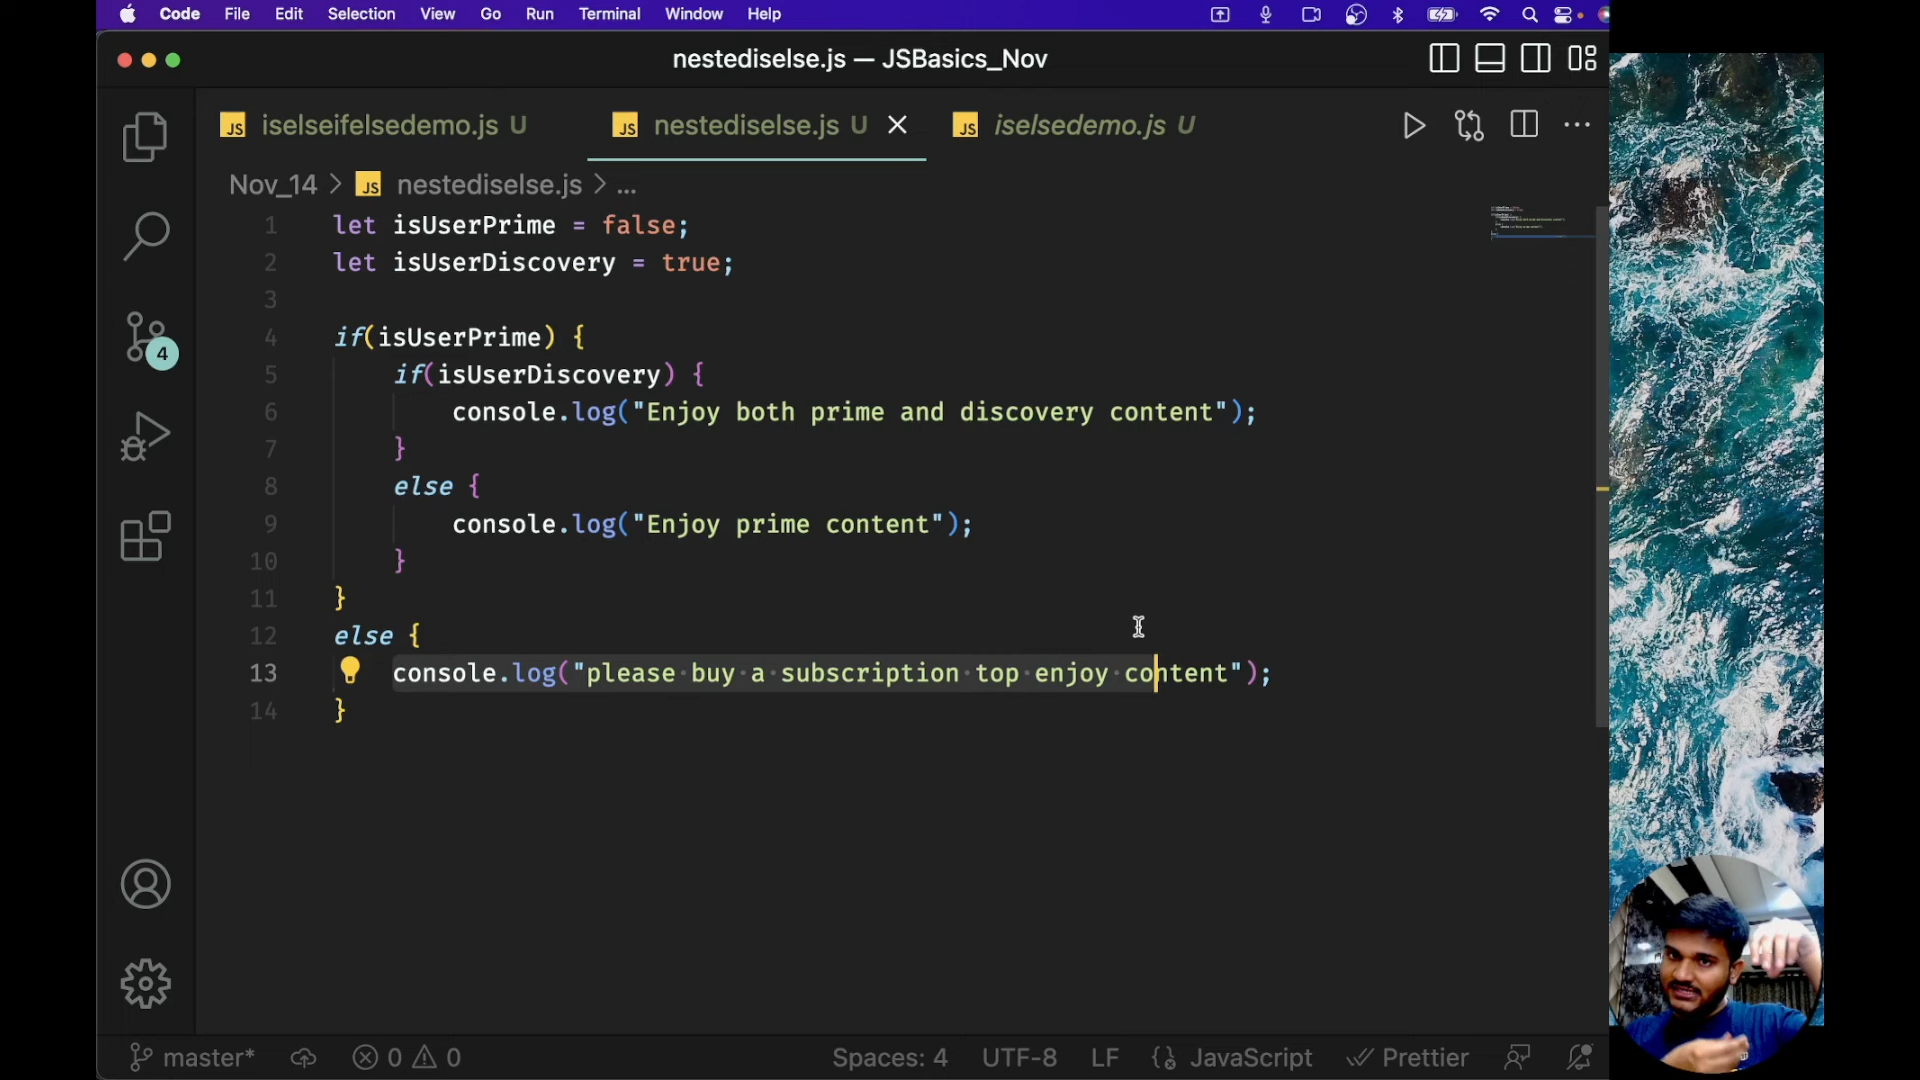 Code File Edit Selection View Go Run Terminal Window Help
nestediselse.js — JSBasics_Nov
JS iselseifelsedemo.js U JS nestediselse.js U JS iselsedemo.js U
Nov_14 > JS nestediselse.js > ...
1 let isUserPrime = false;
2 let isUserDiscovery = true;
3
4 if(isUserPrime) {
5 if(isUserDiscovery) {
6 console.log("Enjoy both prime and discovery content");
7 }
8 else {
9 console.log("Enjoy prime content");
10 }
11 }
12 else {
13 console.log("please buy a subscription top enjoy content");
14 }
4
master* 0 0 Spaces: 4 UTF-8 LF JavaScript Prettier